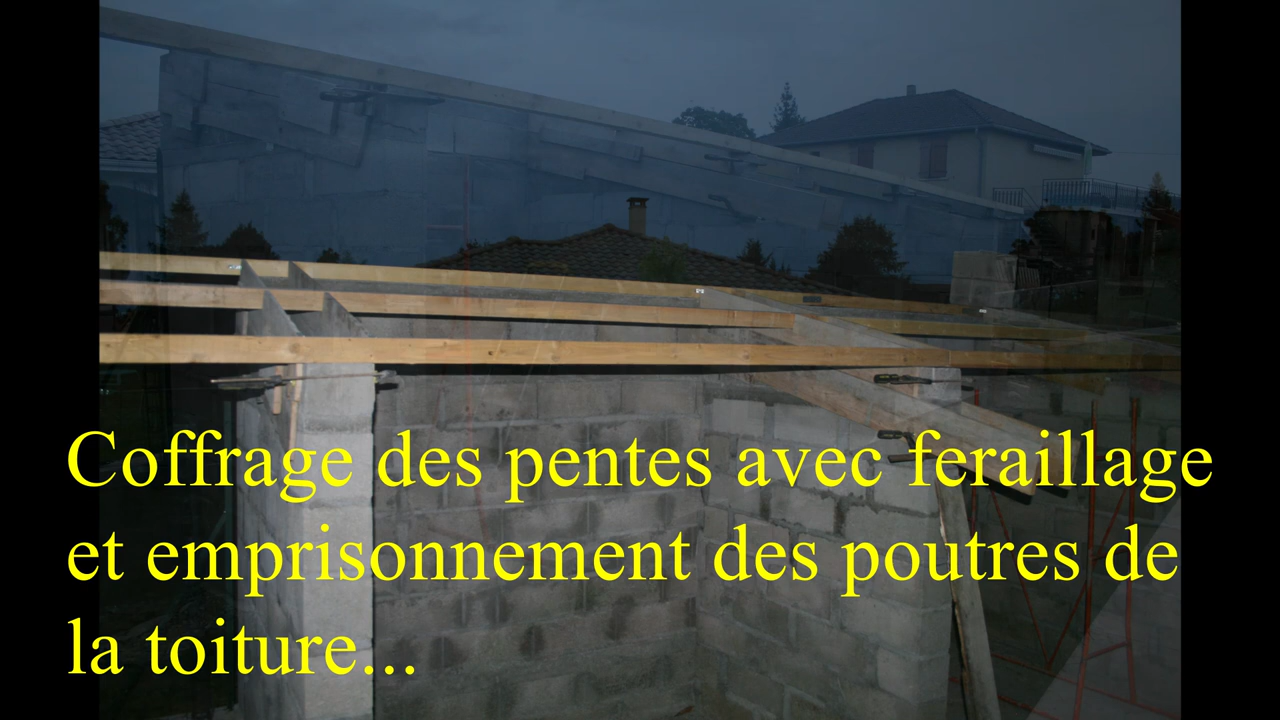 Coffrage des pentes avec feraillage
et emprisonnement des poutres de
la toiture...